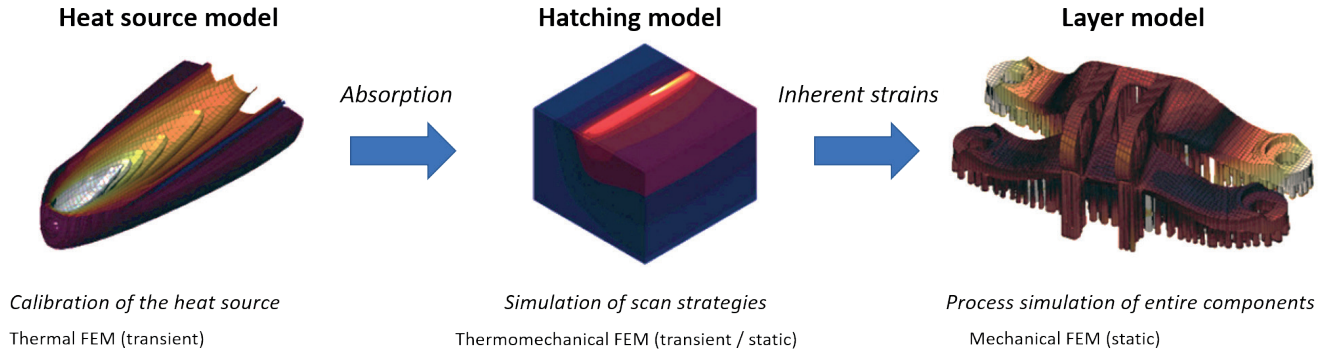 Heat source model
Hatching model
Layer model
Absorption
Inherent strains
Calibration of the heat source
Simulation of scan strategies
Process simulation of entire components
Thermal FEM (transient)
Thermomechanical FEM (transient / static)
Mechanical FEM (static)